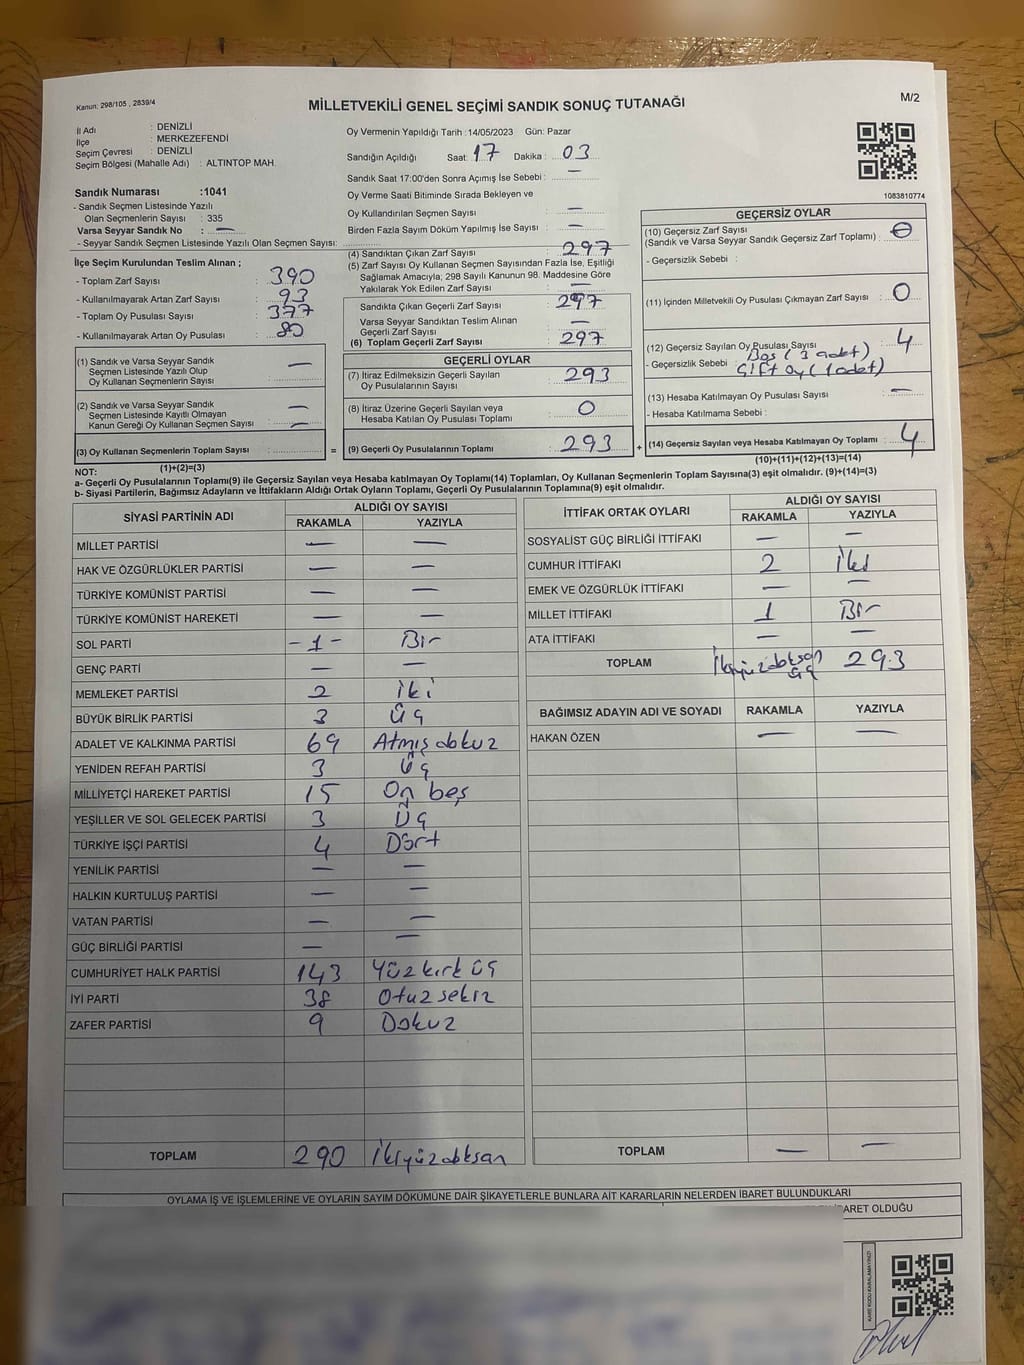 Kanun: 298/105 , 2839/4
MİLLETVEKİLİ GENEL SEÇİMİ SANDIK SONUÇ TUTANAĞI
M/2
İl Adı : DENİZLİ
İlçe : MERKEZEFENDİ
Seçim Çevresi : DENİZLİ
Seçim Bölgesi (Mahalle Adı) : ALTINTOP MAH.
Sandık Numarası :1041
- Sandık Seçmen Listesinde Yazılı
Olan Seçmenlerin Sayısı : 335
Varsa Seyyar Sandık No : —
- Seyyar Sandık Seçmen Listesinde Yazılı Olan Seçmen Sayısı:
İlçe Seçim Kurulundan Teslim Alınan ;
- Toplam Zarf Sayısı : 390
- Kullanılmayarak Artan Zarf Sayısı : 93
- Toplam Oy Pusulası Sayısı : 377
- Kullanılmayarak Artan Oy Pusulası : 80
(1) Sandık ve Varsa Seyyar Sandık
Seçmen Listesinde Yazılı Olup
Oy Kullanan Seçmenlerin Sayısı : —
(2) Sandık ve Varsa Seyyar Sandık
Seçmen Listesinde Kayıtlı Olmayan —
Kanun Gereği Oy Kullanan Seçmen Sayısı : —
(3) Oy Kullanan Seçmenlerin Toplam Sayısı :
Oy Vermenin Yapıldığı Tarih :14/05/2023 Gün: Pazar
Sandığın Açıldığı Saat: 17 Dakika : 03
Sandık Saat 17:00'den Sonra Açımış İse Sebebi : —
Oy Verme Saati Bitiminde Sırada Bekleyen ve
Oy Kullandırılan Seçmen Sayısı : —
Birden Fazla Sayım Döküm Yapılmış İse Sayısı : —
(4) Sandıktan Çıkan Zarf Sayısı : 297
(5) Zarf Sayısı Oy Kullanan Seçmen Sayısından Fazla İse, Eşitliği
Sağlamak Amacıyla; 298 Sayılı Kanunun 98. Maddesine Göre
Yakılarak Yok Edilen Zarf Sayısı : —
Sandıkta Çıkan Geçerli Zarf Sayısı : 297
Varsa Seyyar Sandıktan Teslim Alınan
Geçerli Zarf Sayısı : —
(6) Toplam Geçerli Zarf Sayısı : 297
GEÇERLİ OYLAR
(7) İtiraz Edilmeksizin Geçerli Sayılan
Oy Pusulalarının Sayısı : 293
(8) İtiraz Üzerine Geçerli Sayılan veya
Hesaba Katılan Oy Pusulası Toplamı : 0
= (9) Geçerli Oy Pusulalarının Toplamı : 293
1083810774
GEÇERSİZ OYLAR
(10) Geçersiz Zarf Sayısı
(Sandık ve Varsa Seyyar Sandık Geçersiz Zarf Toplamı) : 0
- Geçersizlik Sebebi :
(11) İçinden Milletvekili Oy Pusulası Çıkmayan Zarf Sayısı : 0
(12) Geçersiz Sayılan Oy Pusulası Sayısı : 4
- Geçersizlik Sebebi : Boş (3 adet)
Çift Oy (1 adet)
(13) Hesaba Katılmayan Oy Pusulası Sayısı : —
- Hesaba Katılmama Sebebi :
+ (14) Geçersiz Sayılan veya Hesaba Katılmayan Oy Toplamı : 4
(1)+(2)=(3)
(10)+(11)+(12)+(13)=(14)
NOT:
a- Geçerli Oy Pusulalarının Toplamı(9) ile Geçersiz Sayılan veya Hesaba katılmayan Oy Toplamı(14) Toplamları, Oy Kullanan Seçmenlerin Toplam Sayısına(3) eşit olmalıdır. (9)+(14)=(3)
b- Siyasi Partilerin, Bağımsız Adayların ve İttifakların Aldığı Ortak Oyların Toplamı, Geçerli Oy Pusulalarının Toplamına(9) eşit olmalıdır.
SİYASİ PARTİNİN ADI ALDIĞI OY SAYISI
RAKAMLA YAZIYLA
MİLLET PARTİSİ — —
HAK VE ÖZGÜRLÜKLER PARTİSİ — —
TÜRKİYE KOMÜNİST PARTİSİ — —
TÜRKİYE KOMÜNİST HAREKETİ — —
SOL PARTİ -1- Bir
GENÇ PARTİ — —
MEMLEKET PARTİSİ 2 iki
BÜYÜK BİRLİK PARTİSİ 3 Üç
ADALET VE KALKINMA PARTİSİ 69 Atmış dokuz
YENİDEN REFAH PARTİSİ 3 Üç
MİLLİYETÇİ HAREKET PARTİSİ 15 On beş
YEŞİLLER VE SOL GELECEK PARTİSİ 3 Üç
TÜRKİYE İŞÇİ PARTİSİ 4 Dört
YENİLİK PARTİSİ — —
HALKIN KURTULUŞ PARTİSİ — —
VATAN PARTİSİ — —
GÜÇ BİRLİĞİ PARTİSİ — —
CUMHURİYET HALK PARTİSİ 143 Yüz kırk üç
İYİ PARTİ 38 Otuz sekiz
ZAFER PARTİSİ 9 Dokuz
TOPLAM 290 İkiyüzdoksan
İTTİFAK ORTAK OYLARI ALDIĞI OY SAYISI
RAKAMLA YAZIYLA
SOSYALİST GÜÇ BİRLİĞİ İTTİFAKI — —
CUMHUR İTTİFAKI 2 İki
EMEK VE ÖZGÜRLÜK İTTİFAKI — —
MİLLET İTTİFAKI 1 Bir
ATA İTTİFAKI — —
TOPLAM İkiyüzdoksan üç 293
BAĞIMSIZ ADAYIN ADI VE SOYADI RAKAMLA YAZIYLA
HAKAN ÖZEN — —
TOPLAM — —
OYLAMA İŞ VE İŞLEMLERİNE VE OYLARIN SAYIM DÖKÜMÜNE DAİR ŞİKAYETLERLE BUNLARA AİT KARARLARIN NELERDEN İBARET BULUNDUKLARI
İBARET OLDUĞU